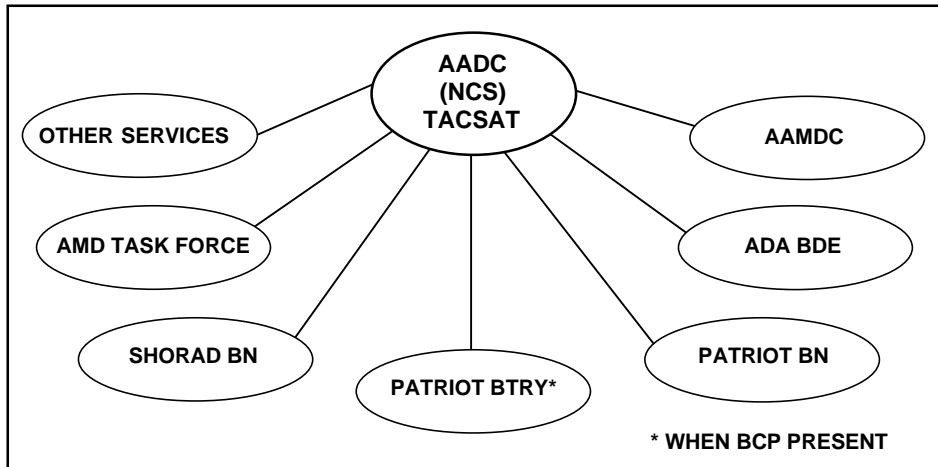 AADC
(NCS)
TACSAT
OTHER SERVICES
AAMDC
AMD TASK FORCE
ADA BDE
SHORAD BN
PATRIOT BN
PATRIOT BTRY*
* WHEN BCP PRESENT